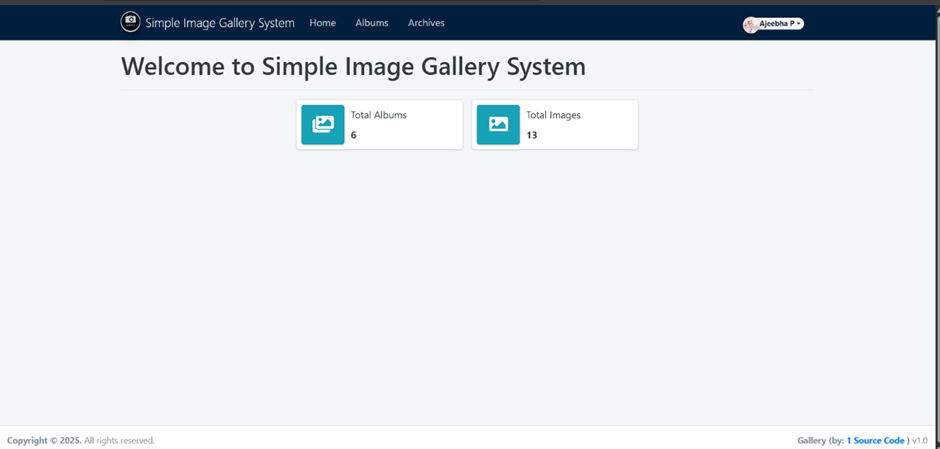 Simple Image Gallery System Home Albums Archives Ajeebha P
Welcome to Simple Image Gallery System
Total Albums
6
Total Images
13
Copyright © 2025. All rights reserved. Gallery (by: 1 Source Code ) v1.0